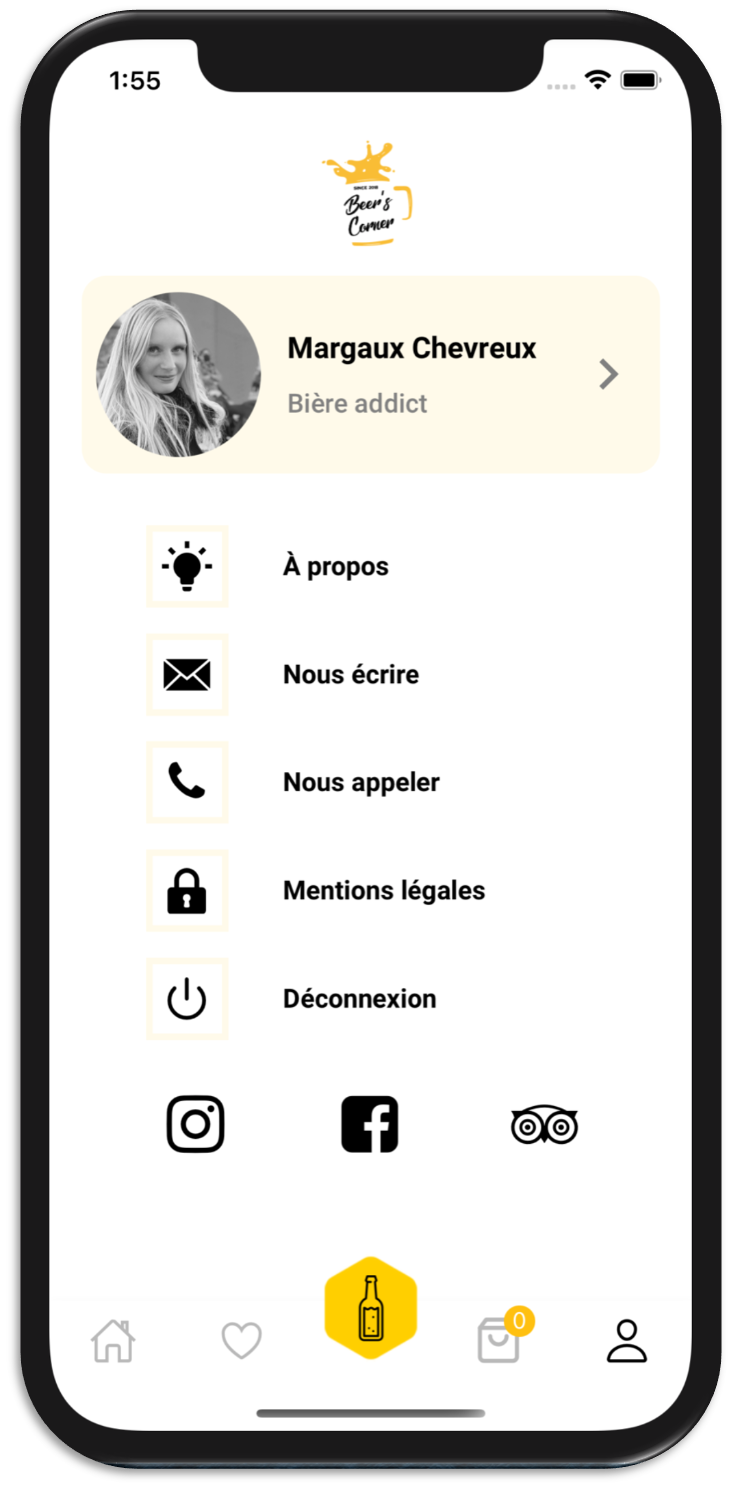 1:55
SINCE 2018
Beer's
Corner
Margaux Chevreux
Bière addict
À propos
Nous écrire
Nous appeler
Mentions légales
Déconnexion
0